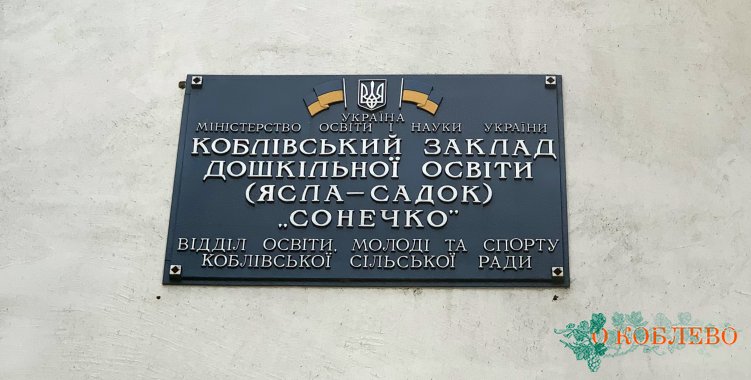 УКРАЇНА
МІНІСТЕРСТВО ОСВІТИ І НАУКИ УКРАЇНИ
КОБЛІВСЬКИЙ ЗАКЛАД
ДОШКІЛЬНОЇ ОСВІТИ
(ЯСЛА–САДОК)
„СОНЕЧКО”
ВІДДІЛ ОСВІТИ, МОЛОДІ ТА СПОРТУ
КОБЛІВСЬКОЇ СІЛЬСЬКОЇ РАДИ
О КОБЛЕВО